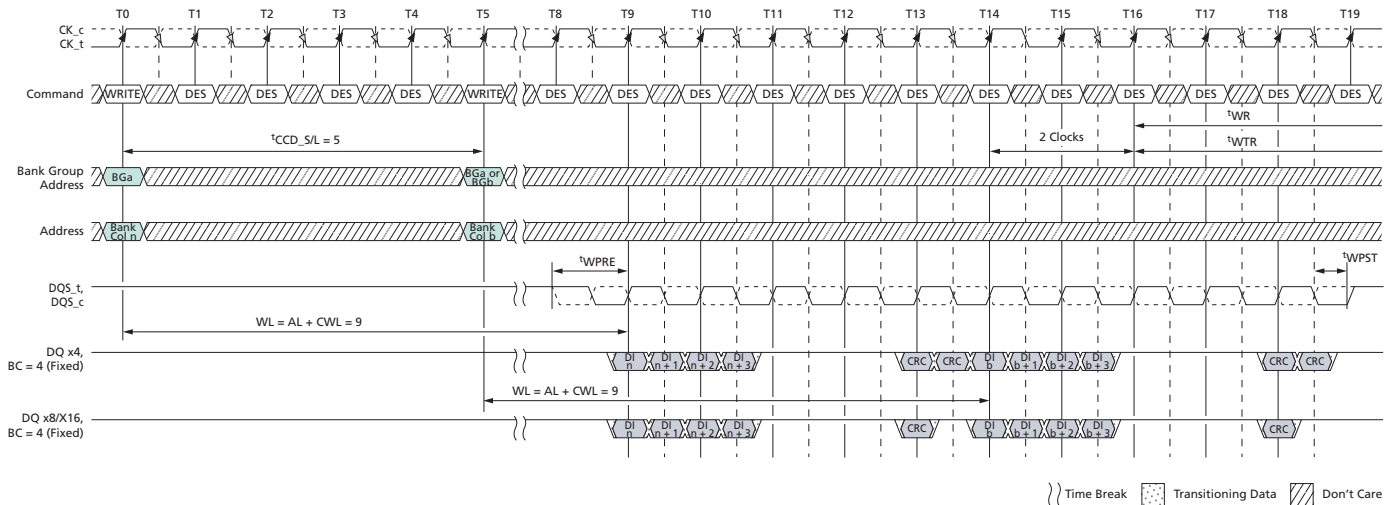 T0 T1 T2 T3 T4 T5 T8 T9 T10 T11 T12 T13 T14 T15 T16 T17 T18 T19
CK_c
CK_t
Command WRITE DES DES DES DES WRITE DES DES DES DES DES DES DES DES DES DES DES DES
tWR
tCCD_S/L = 5 2 Clocks tWTR
Bank Group
Address
BGa BGa or
BGb
Address Bank
Col n Bank
Col b
tWPRE tWPST
DQS_t,
DQS_c
WL = AL + CWL = 9
DQ x4,
BC = 4 (Fixed)
DI
n DI
n + 1 DI
n + 2 DI
n + 3 CRC CRC DI
b DI
b + 1 DI
b + 2 DI
b + 3 CRC CRC
WL = AL + CWL = 9
DQ x8/X16,
BC = 4 (Fixed)
DI
n DI
n + 1 DI
n + 2 DI
n + 3 CRC DI
b DI
b + 1 DI
b + 2 DI
b + 3 CRC
Time Break Transitioning Data Don't Care